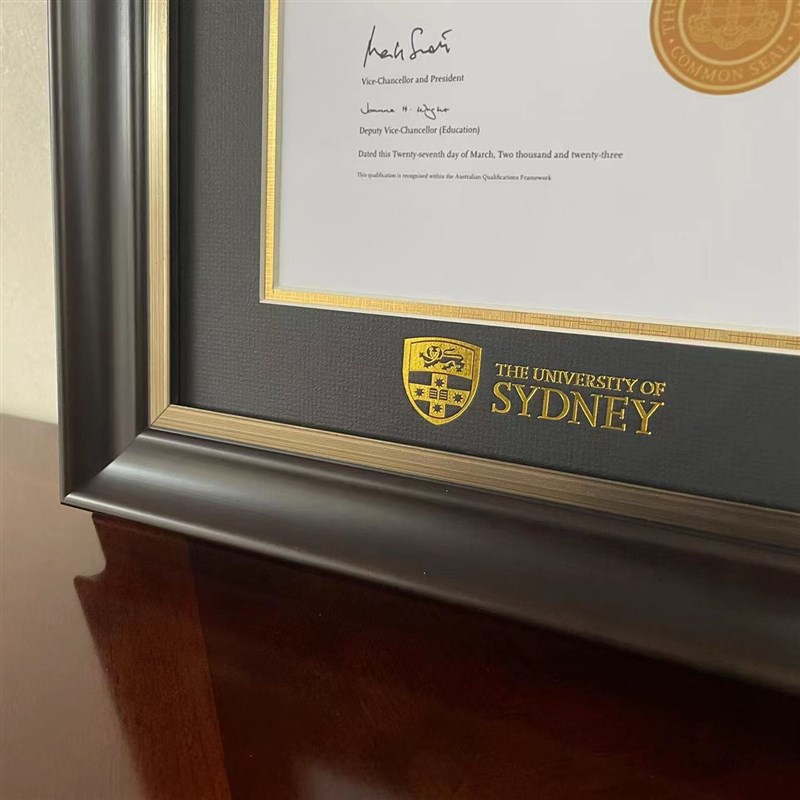 Vice-Chancellor and President
Deputy Vice-Chancellor (Education)
Dated this Twenty-seventh day of March, Two thousand and twenty-three
This qualification is recognised within the Australian Qualifications Framework
THE
COMMON SEAL
THE UNIVERSITY OF
SYDNEY